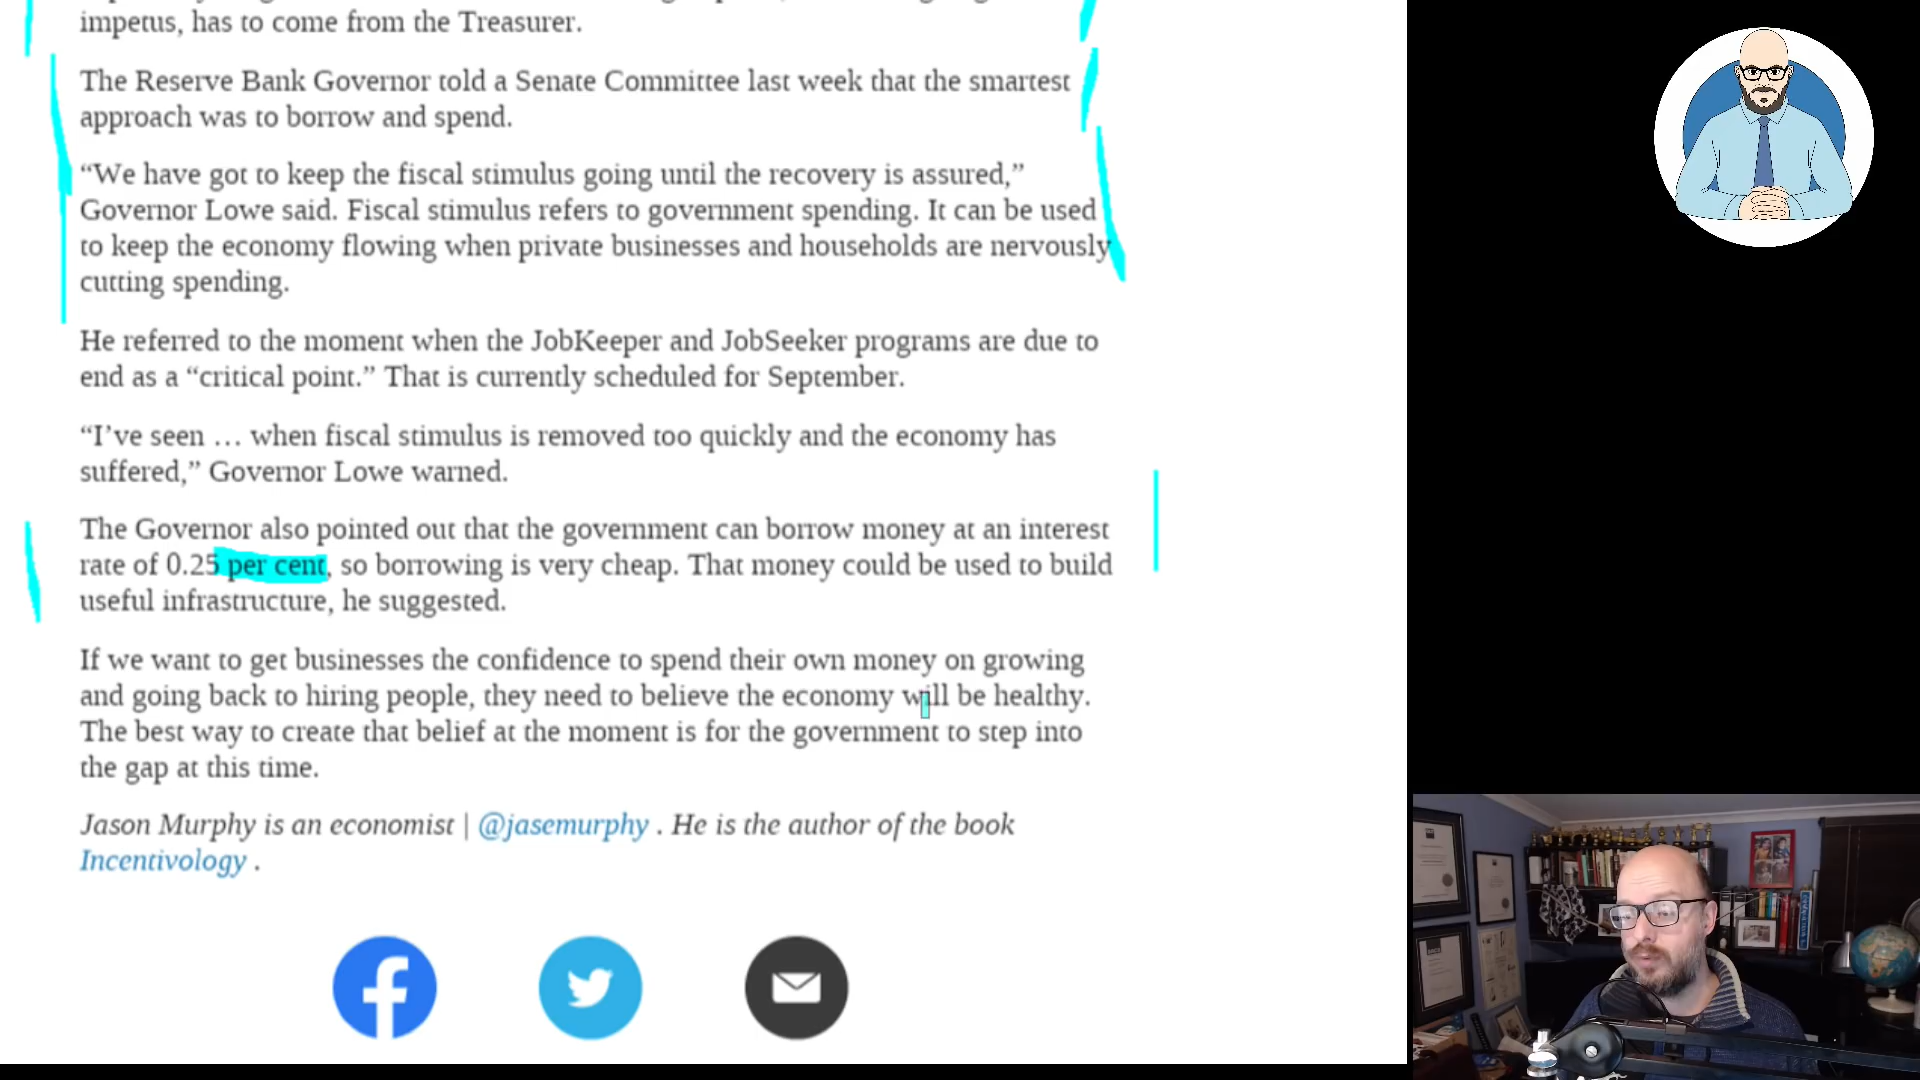 impetus, has to come from the Treasurer.
The Reserve Bank Governor told a Senate Committee last week that the smartest
approach was to borrow and spend.
“We have got to keep the fiscal stimulus going until the recovery is assured,”
Governor Lowe said. Fiscal stimulus refers to government spending. It can be used
to keep the economy flowing when private businesses and households are nervously
cutting spending.
He referred to the moment when the JobKeeper and JobSeeker programs are due to
end as a “critical point.” That is currently scheduled for September.
“I’ve seen … when fiscal stimulus is removed too quickly and the economy has
suffered,” Governor Lowe warned.
The Governor also pointed out that the government can borrow money at an interest
rate of 0.25 per cent, so borrowing is very cheap. That money could be used to build
useful infrastructure, he suggested.
If we want to get businesses the confidence to spend their own money on growing
and going back to hiring people, they need to believe the economy will be healthy.
The best way to create that belief at the moment is for the government to step into
the gap at this time.
Jason Murphy is an economist | @jasemurphy . He is the author of the book
Incentivology .